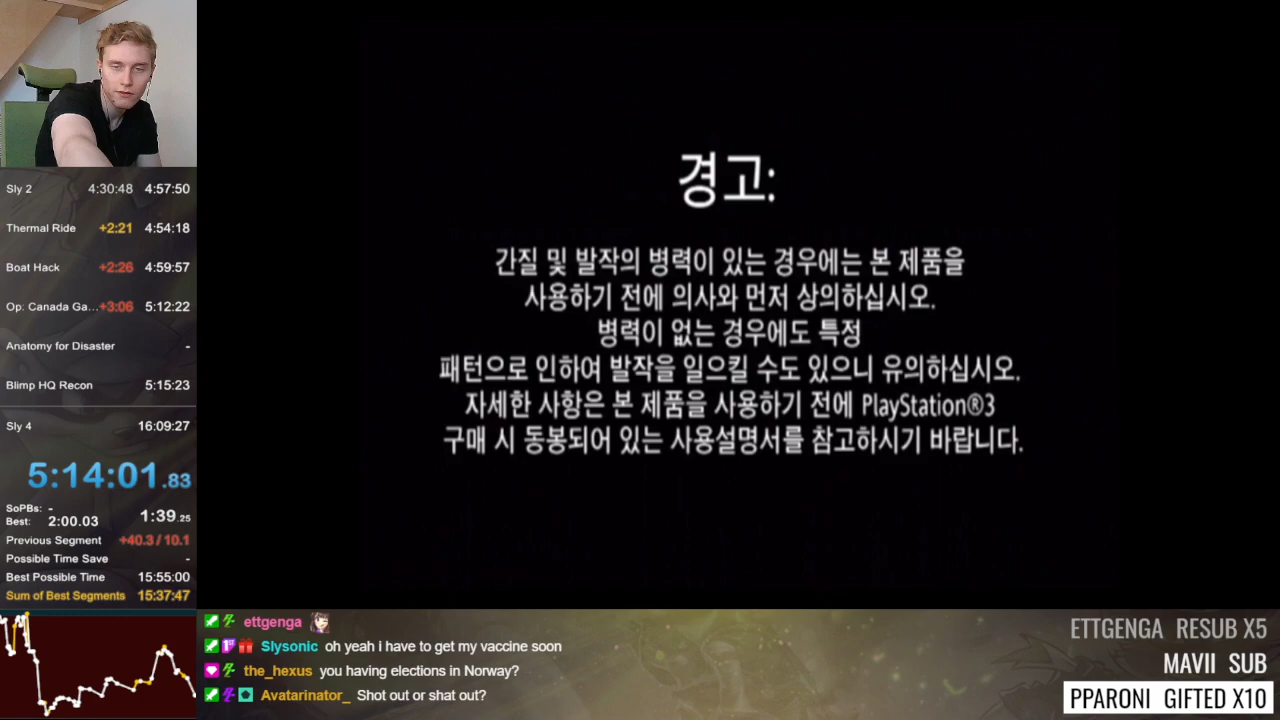 Sly 2 4:30:48 4:57:50
Thermal Ride +2:21 4:54:18
Boat Hack +2:26 4:59:57
Op: Canada Ga... +3:06 5:12:22
Anatomy for Disaster -
Blimp HQ Recon 5:15:23
Sly 4 16:09:27
5:14:01.83
SoPBs: -
Best: 2:00.03 1:39.25
Previous Segment +40.3 / 10.1
Possible Time Save -
Best Possible Time 15:55:00
Sum of Best Segments 15:37:47
경고:
간질 및 발작의 병력이 있는 경우에는 본 제품을
사용하기 전에 의사와 먼저 상의하십시오.
병력이 없는 경우에도 특정
패턴으로 인하여 발작을 일으킬 수도 있으니 유의하십시오.
자세한 사항은 본 제품을 사용하기 전에 PlayStation®3
구매 시 동봉되어 있는 사용설명서를 참고하시기 바랍니다.
ettgenga
Slysonic oh yeah i have to get my vaccine soon
the_hexus you having elections in Norway?
Avatarinator_ Shot out or shat out?
ETTGENGA RESUB X5
MAVII SUB
PPARONI GIFTED X10